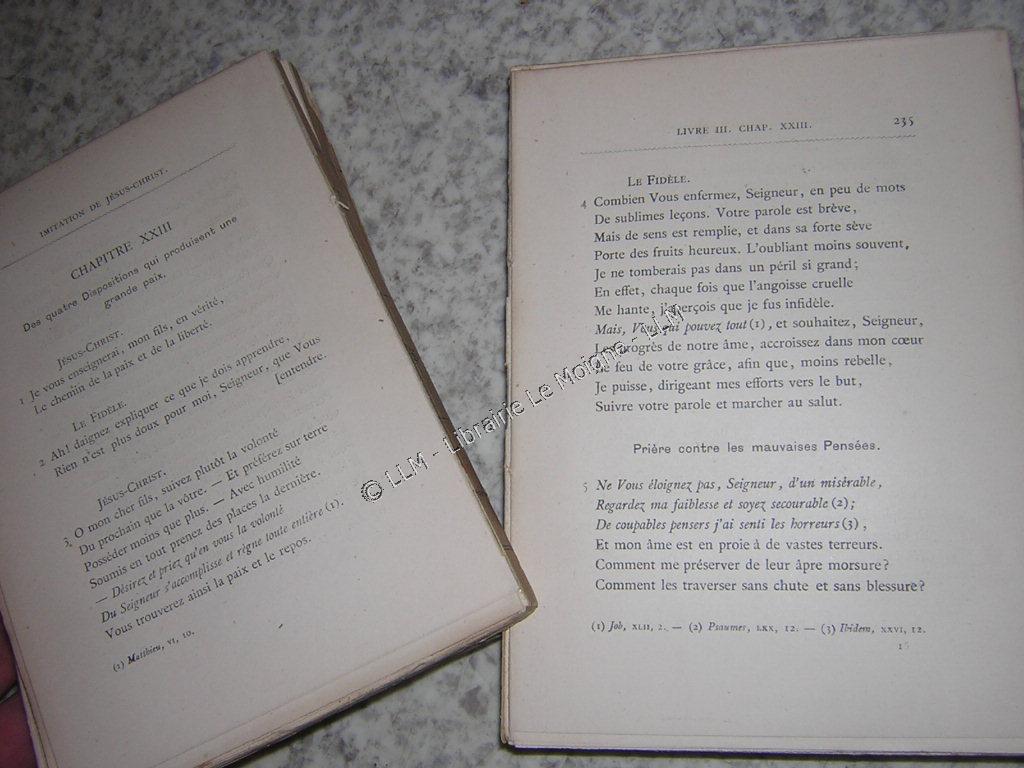 IMITATION DE JÉSUS-CHRIST.
CHAPITRE XXIII
Des quatre Dispositions qui produisent une
grande paix.
JÉSUS-CHRIST.
1 Je vous enseignerai, mon fils, en vérité,
Le chemin de la paix et de la liberté.
LE FIDÈLE.
2 Ah! daignez expliquer ce que je dois apprendre,
Rien n'est plus doux pour moi, Seigneur, que Vous
[entendre.
JÉSUS-CHRIST.
3 O mon cher fils, suivez plutôt la volonté
Du prochain que la vôtre. — Et préférez sur terre
Posséder moins que plus. — Avec humilité
Soumis en tout prenez des places la dernière.
— Désirez et priez qu'en vous la volonté
Du Seigneur s'accomplisse et règne toute entière (1).
Vous trouverez ainsi la paix et le repos.
(1) Matthieu, VI, 10.
LIVRE III. CHAP. XXIII. 235
LE FIDÈLE.
4 Combien Vous enfermez, Seigneur, en peu de mots
De sublimes leçons. Votre parole est brève,
Mais de sens est remplie, et dans sa forte sève
Porte des fruits heureux. L'oubliant moins souvent,
Je ne tomberais pas dans un péril si grand;
En effet, chaque fois que l'angoisse cruelle
Me hante, j'aperçois que je fus infidèle.
Mais, Vous qui pouvez tout (1), et souhaitez, Seigneur,
Les progrès de notre âme, accroissez dans mon cœur
Le feu de votre grâce, afin que, moins rebelle,
Je puisse, dirigeant mes efforts vers le but,
Suivre votre parole et marcher au salut.
Prière contre les mauvaises Pensées.
5 Ne Vous éloignez pas, Seigneur, d'un misérable,
Regardez ma faiblesse et soyez secourable (2);
De coupables pensers j'ai senti les horreurs (3),
Et mon âme est en proie à de vastes terreurs.
Comment me préserver de leur âpre morsure?
Comment les traverser sans chute et sans blessure?
(1) Job, XLII, 2. — (2) Psaumes, LXX, 12. — (3) Ibidem, XXVI, 12.
© LLM - Librairie Le Moigne - LLM